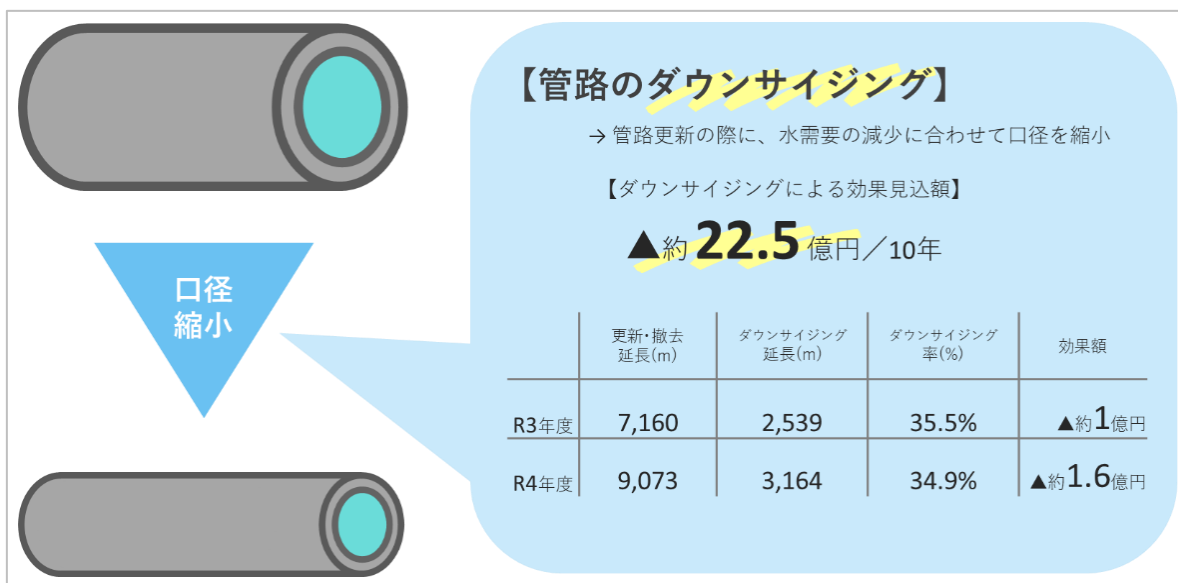 【管路のダウンサイジング】
→ 管路更新の際に、水需要の減少に合わせて口径を縮小
【ダウンサイジングによる効果見込額】
▲約 22.5 億円／10年
口径
縮小
更新・撤去
延長(m)
ダウンサイジング
延長(m)
ダウンサイジング
率(%)
効果額
R3年度 7,160 2,539 35.5% ▲約1億円
R4年度 9,073 3,164 34.9% ▲約1.6億円